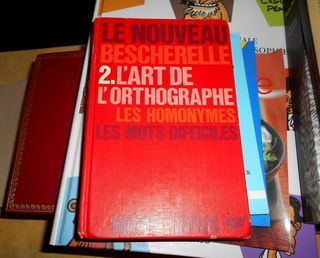 LE NOUVEAU
BESCHERELLE
2. L'ART DE
L'ORTHOGRAPHE
LES HOMONYMES
LES MOTS DIFFICILES